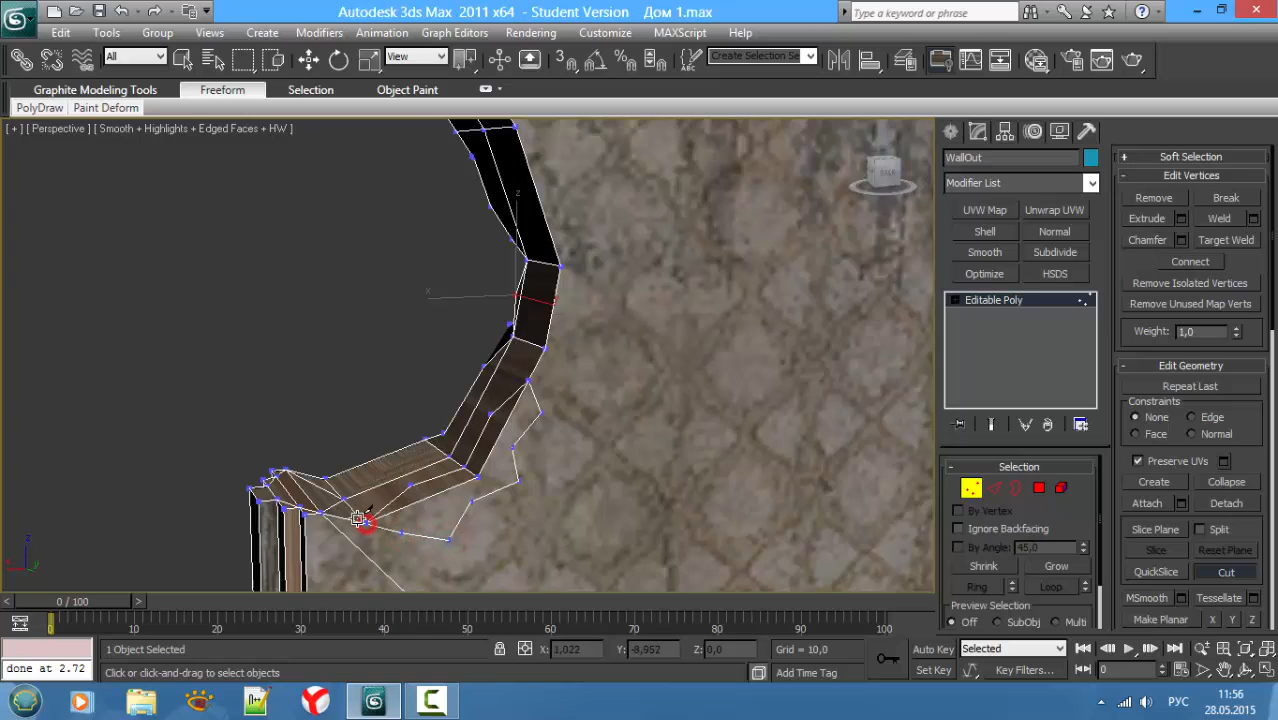 Autodesk 3ds Max 2011 x64 - Student Version Дом 1.max
Type a keyword or phrase
Edit Tools Group Views Create Modifiers Animation Graph Editors Rendering Customize MAXScript Help
All View Create Selection Se
Graphite Modeling Tools Freeform Selection Object Paint
PolyDraw Paint Deform
[ + ] [ Perspective ] [ Smooth + Highlights + Edged Faces + HW ]
WallOut
Modifier List
UVW Map Unwrap UVW
Shell Normal
Smooth Subdivide
Optimize HSDS
Editable Poly
Selection
By Vertex
Ignore Backfacing
By Angle: 45,0
Shrink Grow
Ring Loop
Preview Selection
Off SubObj Multi
Soft Selection
Edit Vertices
Remove Break
Extrude Weld
Chamfer Target Weld
Connect
Remove Isolated Vertices
Remove Unused Map Verts
Weight: 1,0
Edit Geometry
Repeat Last
Constraints
None Edge
Face Normal
Preserve UVs
Create Collapse
Attach Detach
Slice Plane Split
Slice Reset Plane
QuickSlice Cut
MSmooth Tessellate
Make Planar X Y Z
0 / 100
0 10 20 30 40 50 60 70 80 90 100
1 Object Selected X: 1,022 Y: -8,952 Z: 0,0 Grid = 10,0 Auto Key Selected
done at 2.72 Click or click-and-drag to select objects Add Time Tag Set Key Key Filters... 0
РУС 11:56
28.05.2015